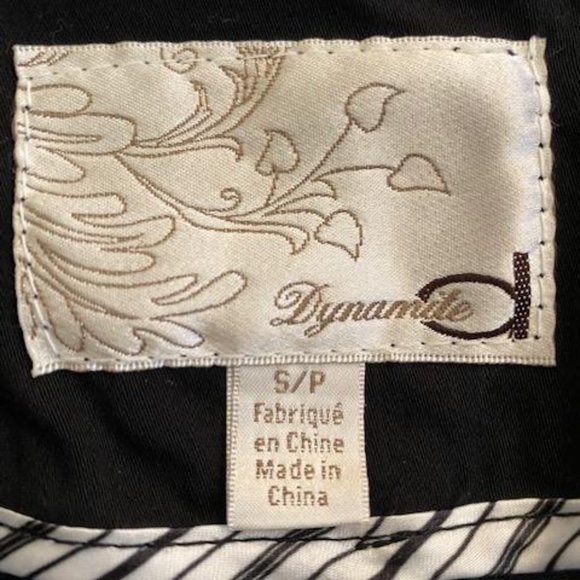 Dynamite d
S/P
Fabriqué
en Chine
Made in
China